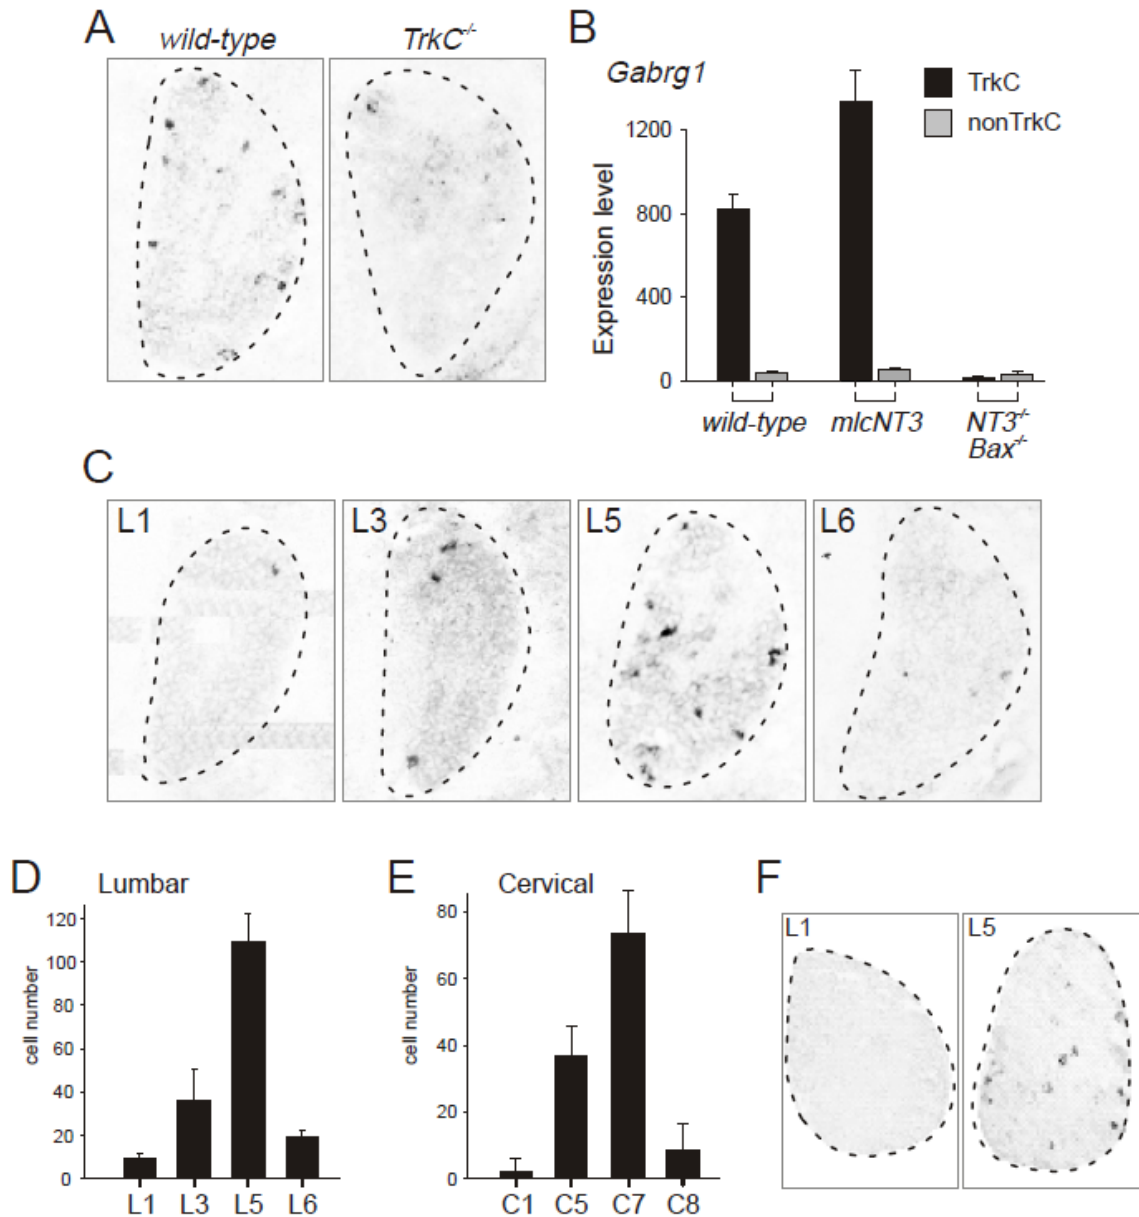 A
wild-type
TrkC-/-
B
Gabrg1
TrkC
nonTrkC
Expression level
1200
800
400
0
wild-type
mlcNT3
NT3-/-
Bax-/-
C
L1
L3
L5
L6
D
Lumbar
cell number
120
100
80
60
40
20
0
L1
L3
L5
L6
E
Cervical
cell number
80
60
40
20
0
C1
C5
C7
C8
F
L1
L5